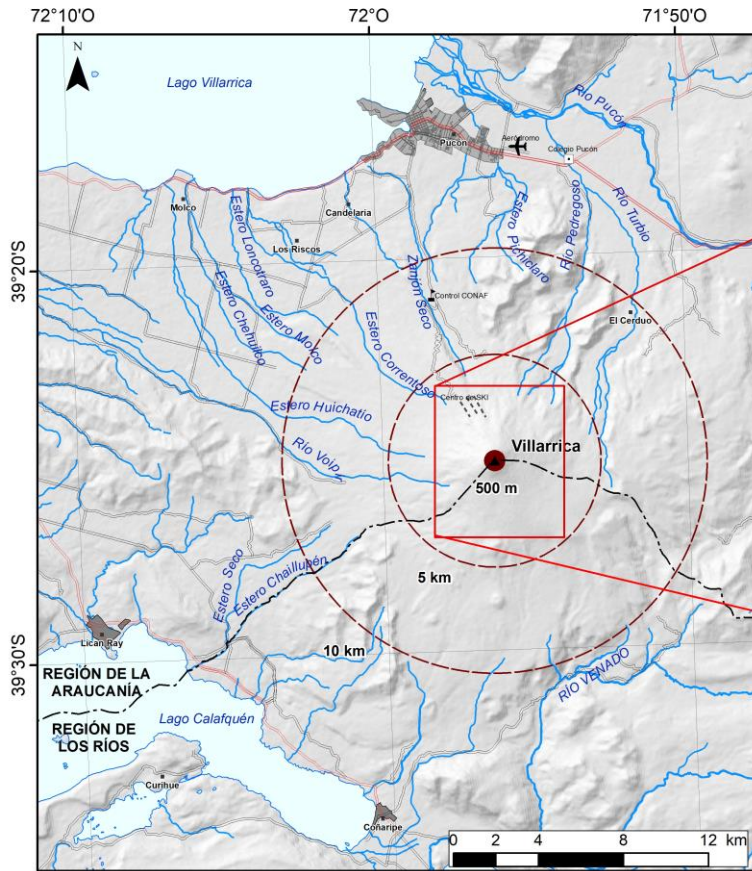 72°10'O
72°O
71°50'O
N
Lago Villarrica
Río Pucón
Aeródromo
Pucón
Colegio Pucón
Molco
Candelaria
Los Riscos
Estero Loncotraro
Estero Pichiclaro
Río Pedregoso
Río Turbio
39°20'S
Estero Chehuilco
Estero Molco
Zanjón Seco
Control CONAF
El Cerduo
Estero Correntoso
Centro de SKI
Estero Huichatio
Río Voip
Villarrica
500 m
Estero Seco
Estero Chaillupén
5 km
10 km
Lican Ray
39°30'S
REGIÓN DE LA
ARAUCANÍA
REGIÓN DE
LOS RÍOS
Lago Calafquén
RÍO VENADO
Curihue
Coñaripe
0 2 4 8 12 km